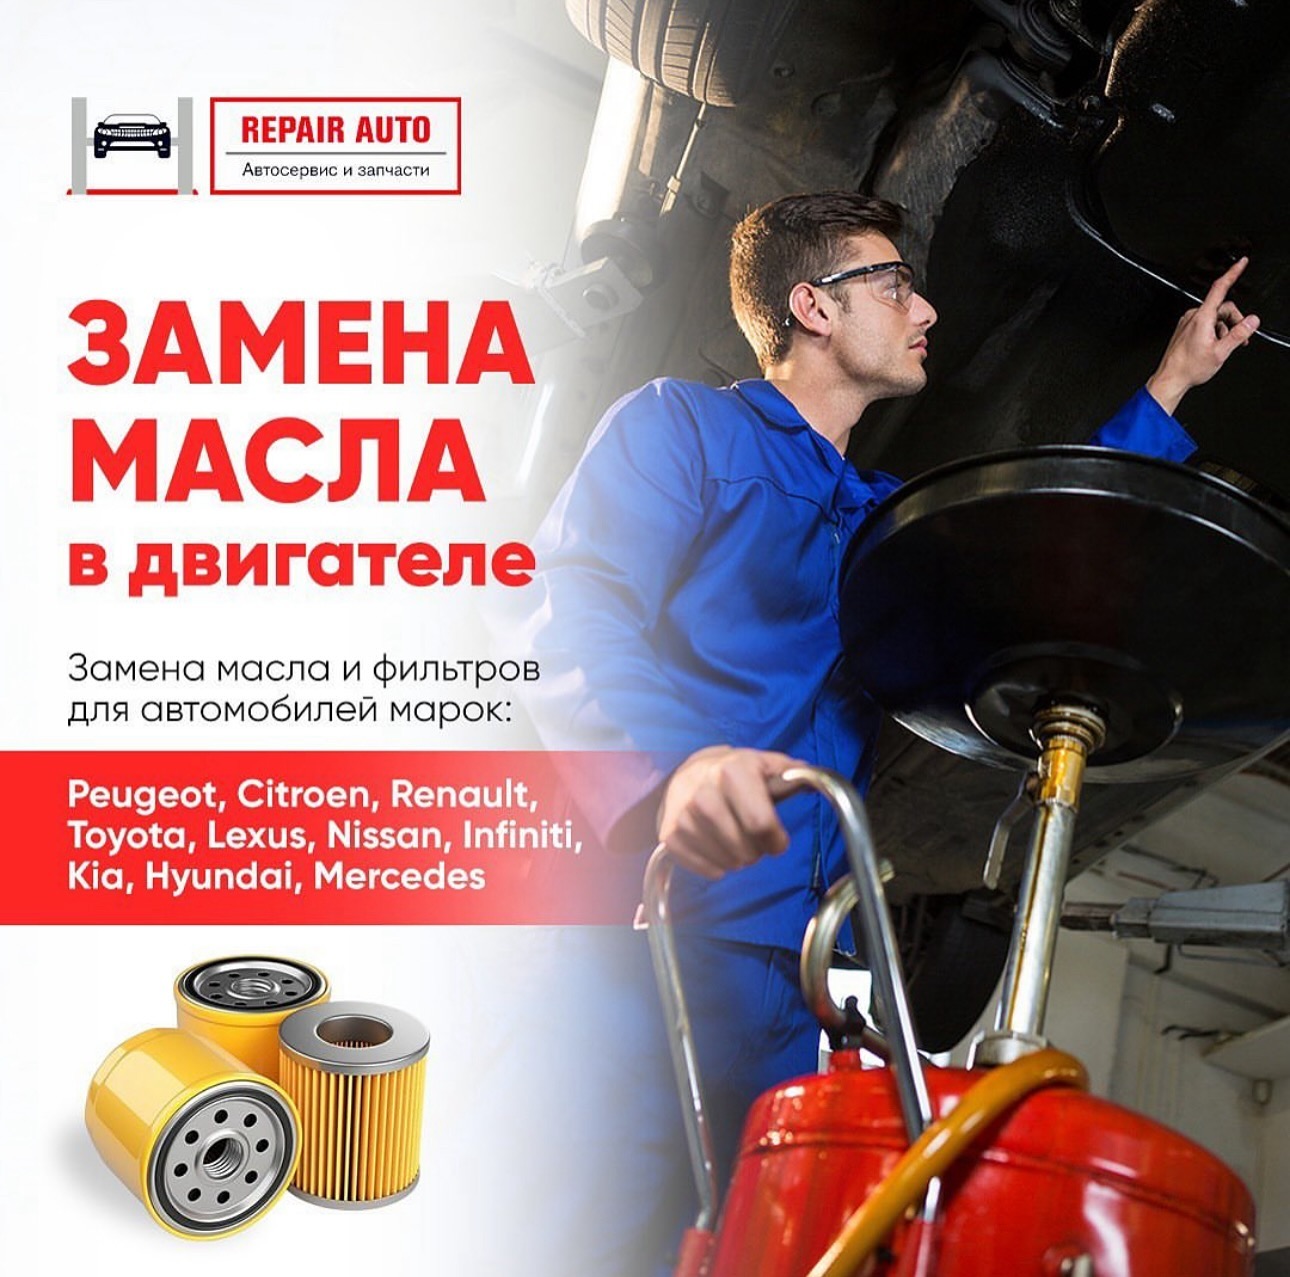 REPAIR AUTO
Автосервис и запчасти
ЗАМЕНА
МАСЛА
в двигателе
Замена масла и фильтров
для автомобилей марок:
Peugeot, Citroen, Renault,
Toyota, Lexus, Nissan, Infiniti,
Kia, Hyundai, Mercedes